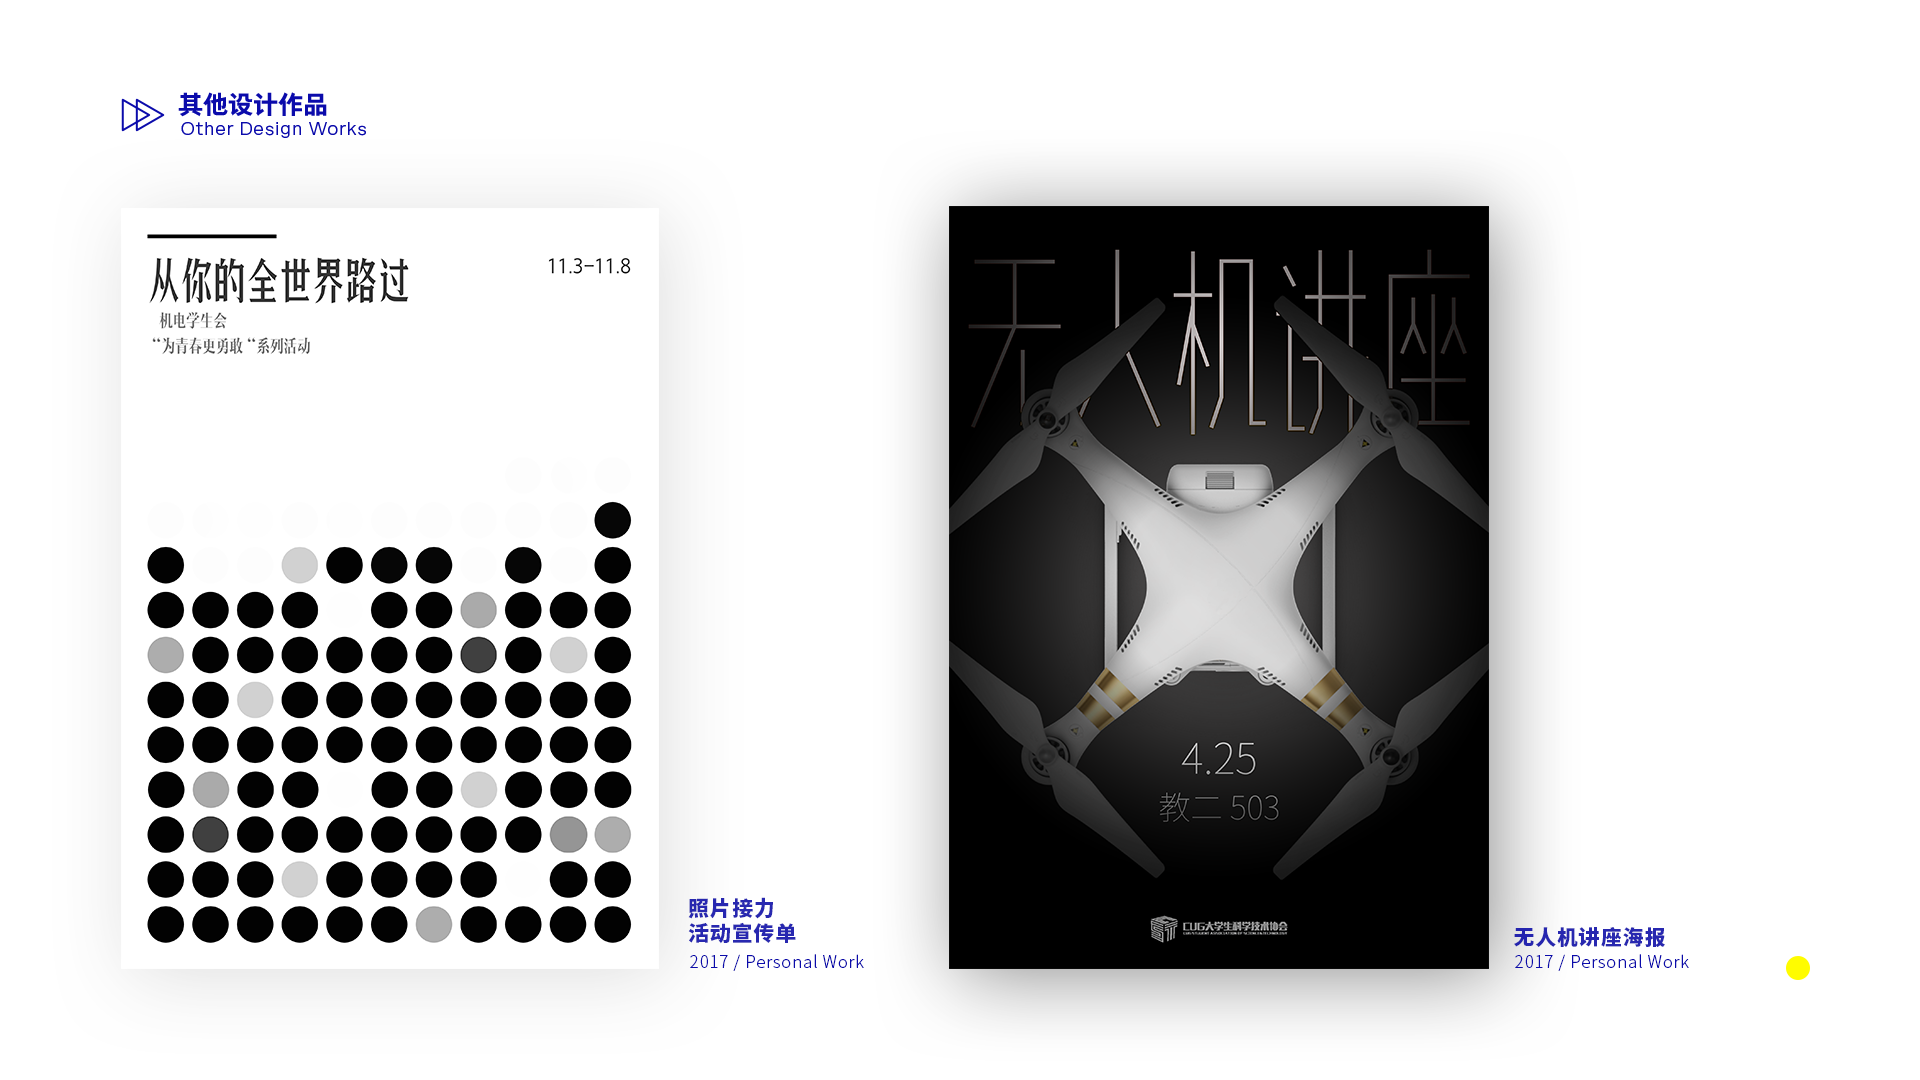 其他设计作品
Other Design Works
从你的全世界路过
11.3-11.8
机电学生会
“为青春更勇敢“系列活动
照片接力
活动宣传单
2017 / Personal Work
无人机讲座
4.25
教二 503
CUG大学生科学技术协会
无人机讲座海报
2017 / Personal Work